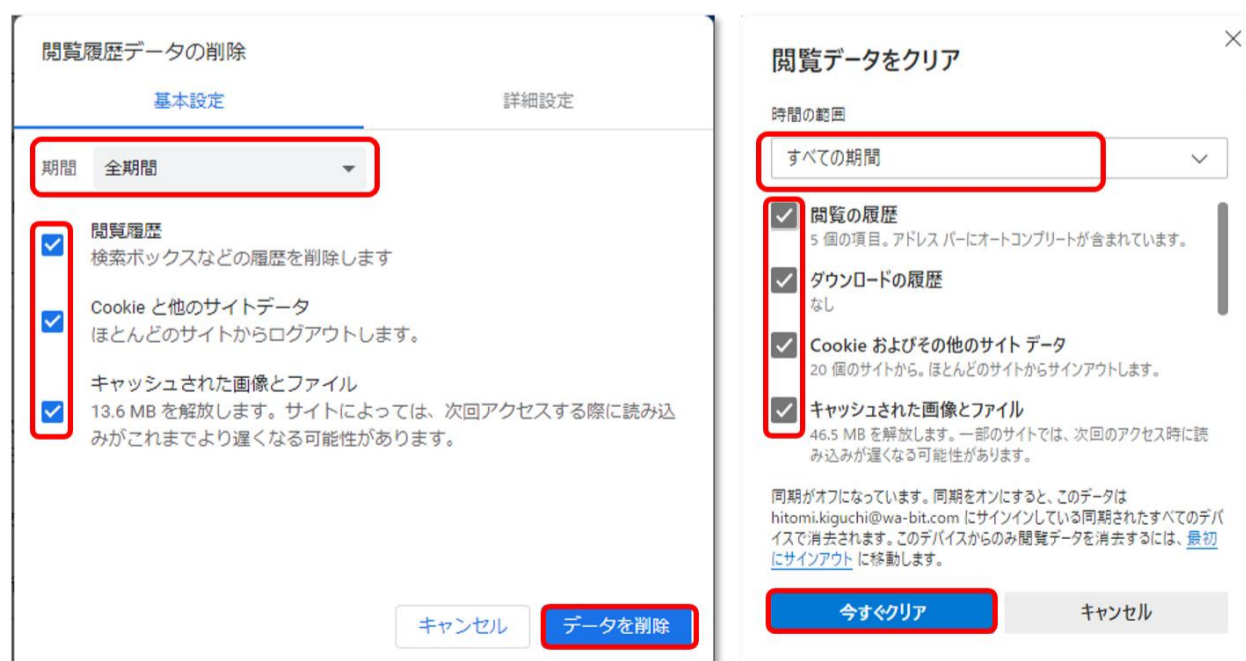 閲覧履歴データの削除
基本設定
詳細設定
期間 全期間
閲覧履歴
検索ボックスなどの履歴を削除します
Cookie と他のサイトデータ
ほとんどのサイトからログアウトします。
キャッシュされた画像とファイル
13.6 MB を解放します。サイトによっては、次回アクセスする際に読み込
みがこれまでより遅くなる可能性があります。
キャンセル
データを削除
閲覧データをクリア
時間の範囲
すべての期間
閲覧の履歴
5 個の項目。アドレス バーにオートコンプリートが含まれています。
ダウンロードの履歴
なし
Cookie およびその他のサイト データ
20 個のサイトから。ほとんどのサイトからサインアウトします。
キャッシュされた画像とファイル
46.5 MB を解放します。一部のサイトでは、次回のアクセス時に読
み込みが遅くなる可能性があります。
同期がオフになっています。同期をオンにすると、このデータは
hitomi.kiguchi@wa-bit.com にサインインしている同期されたすべてのデバ
イスで消去されます。このデバイスからのみ閲覧データを消去するには、最初
にサインアウト に移動します。
今すぐクリア
キャンセル